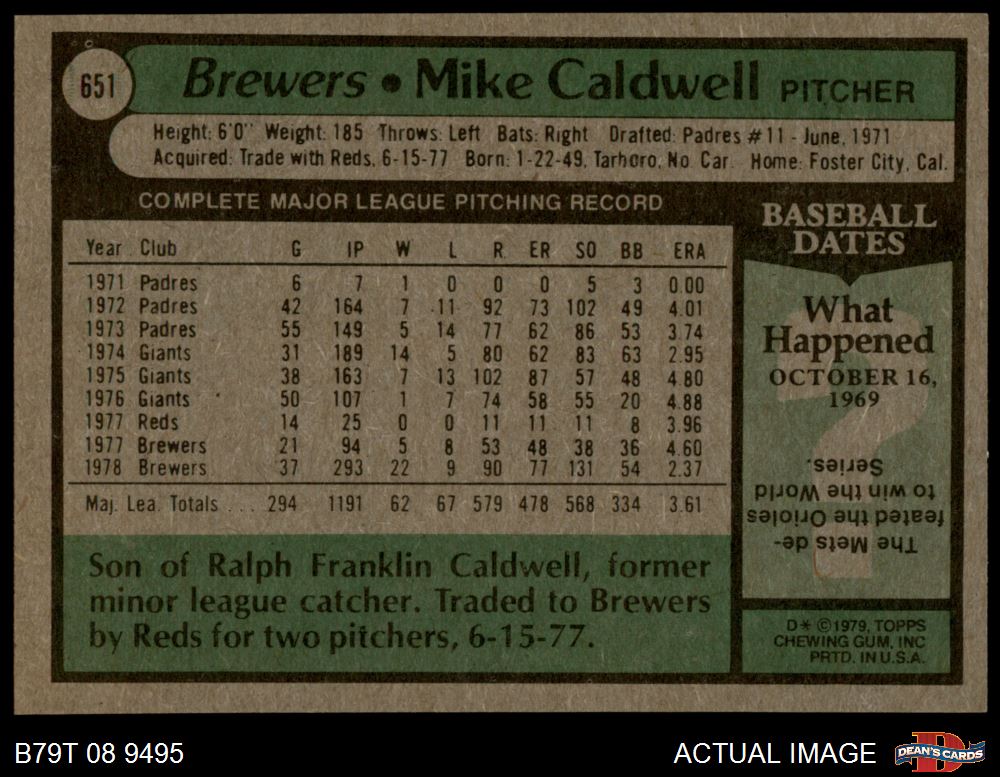 651
Brewers • Mike Caldwell PITCHER
Height: 6'0" Weight: 185 Throws: Left Bats: Right Drafted: Padres #11 - June, 1971
Acquired: Trade with Reds, 6-15-77 Born: 1-22-49, Tarboro, No. Car. Home: Foster City, Cal.
COMPLETE MAJOR LEAGUE PITCHING RECORD
Year Club G IP W L R ER SO BB ERA
1971 Padres 6 7 1 0 0 0 5 3 0.00
1972 Padres 42 164 7 11 92 73 102 49 4.01
1973 Padres 55 149 5 14 77 62 86 53 3.74
1974 Giants 31 189 14 5 80 62 83 63 2.95
1975 Giants 38 163 7 13 102 87 57 48 4.80
1976 Giants 50 107 1 7 74 58 55 20 4.88
1977 Reds 14 25 0 0 11 11 11 8 3.96
1977 Brewers 21 94 5 8 53 48 38 36 4.60
1978 Brewers 37 293 22 9 90 77 131 54 2.37
Maj. Lea. Totals ... 294 1191 62 67 579 478 568 334 3.61
Son of Ralph Franklin Caldwell, former
minor league catcher. Traded to Brewers
by Reds for two pitchers, 6-15-77.
BASEBALL
DATES
What
Happened
OCTOBER 16,
1969
?
The Mets de-
feated the Orioles
to win the World
Series.
D* ©1979, TOPPS
CHEWING GUM, INC
PRTD. IN U.S.A.
B79T 08 9495
ACTUAL IMAGE
D
DEAN'S CARDS